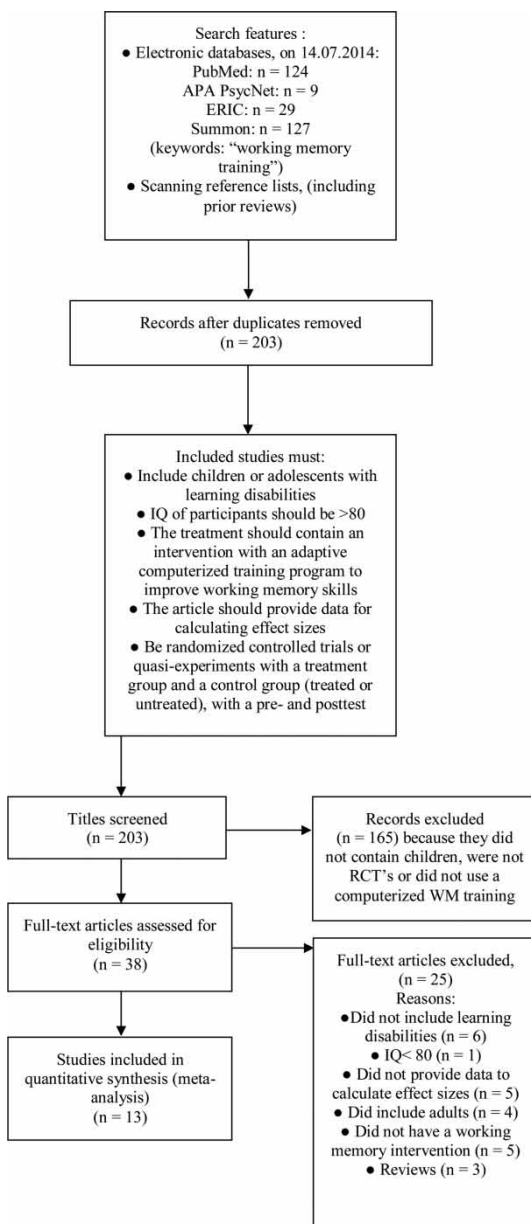 Search features :
● Electronic databases, on 14.07.2014:
PubMed: n = 124
APA PsycNet: n = 9
ERIC: n = 29
Summon: n = 127
(keywords: “working memory
training”)
● Scanning reference lists, (including
prior reviews)
Records after duplicates removed
(n = 203)
Included studies must:
● Include children or adolescents with
learning disabilities
● IQ of participants should be >80
● The treatment should contain an
intervention with an adaptive
computerized training program to
improve working memory skills
● The article should provide data for
calculating effect sizes
● Be randomized controlled trials or
quasi-experiments with a treatment
group and a control group (treated or
untreated), with a pre- and posttest
Titles screened
(n = 203)
Records excluded
(n = 165) because they did
not contain children, were not
RCT’s or did not use a
computerized WM training
Full-text articles assessed for
eligibility
(n = 38)
Full-text articles excluded,
(n = 25)
Reasons:
●Did not include learning
disabilities (n = 6)
● IQ< 80 (n = 1)
● Did not provide data to
calculate effect sizes (n = 5)
● Did include adults (n = 4)
● Did not have a working
memory intervention (n = 5)
● Reviews (n = 3)
Studies included in
quantitative synthesis (meta-
analysis)
(n = 13)